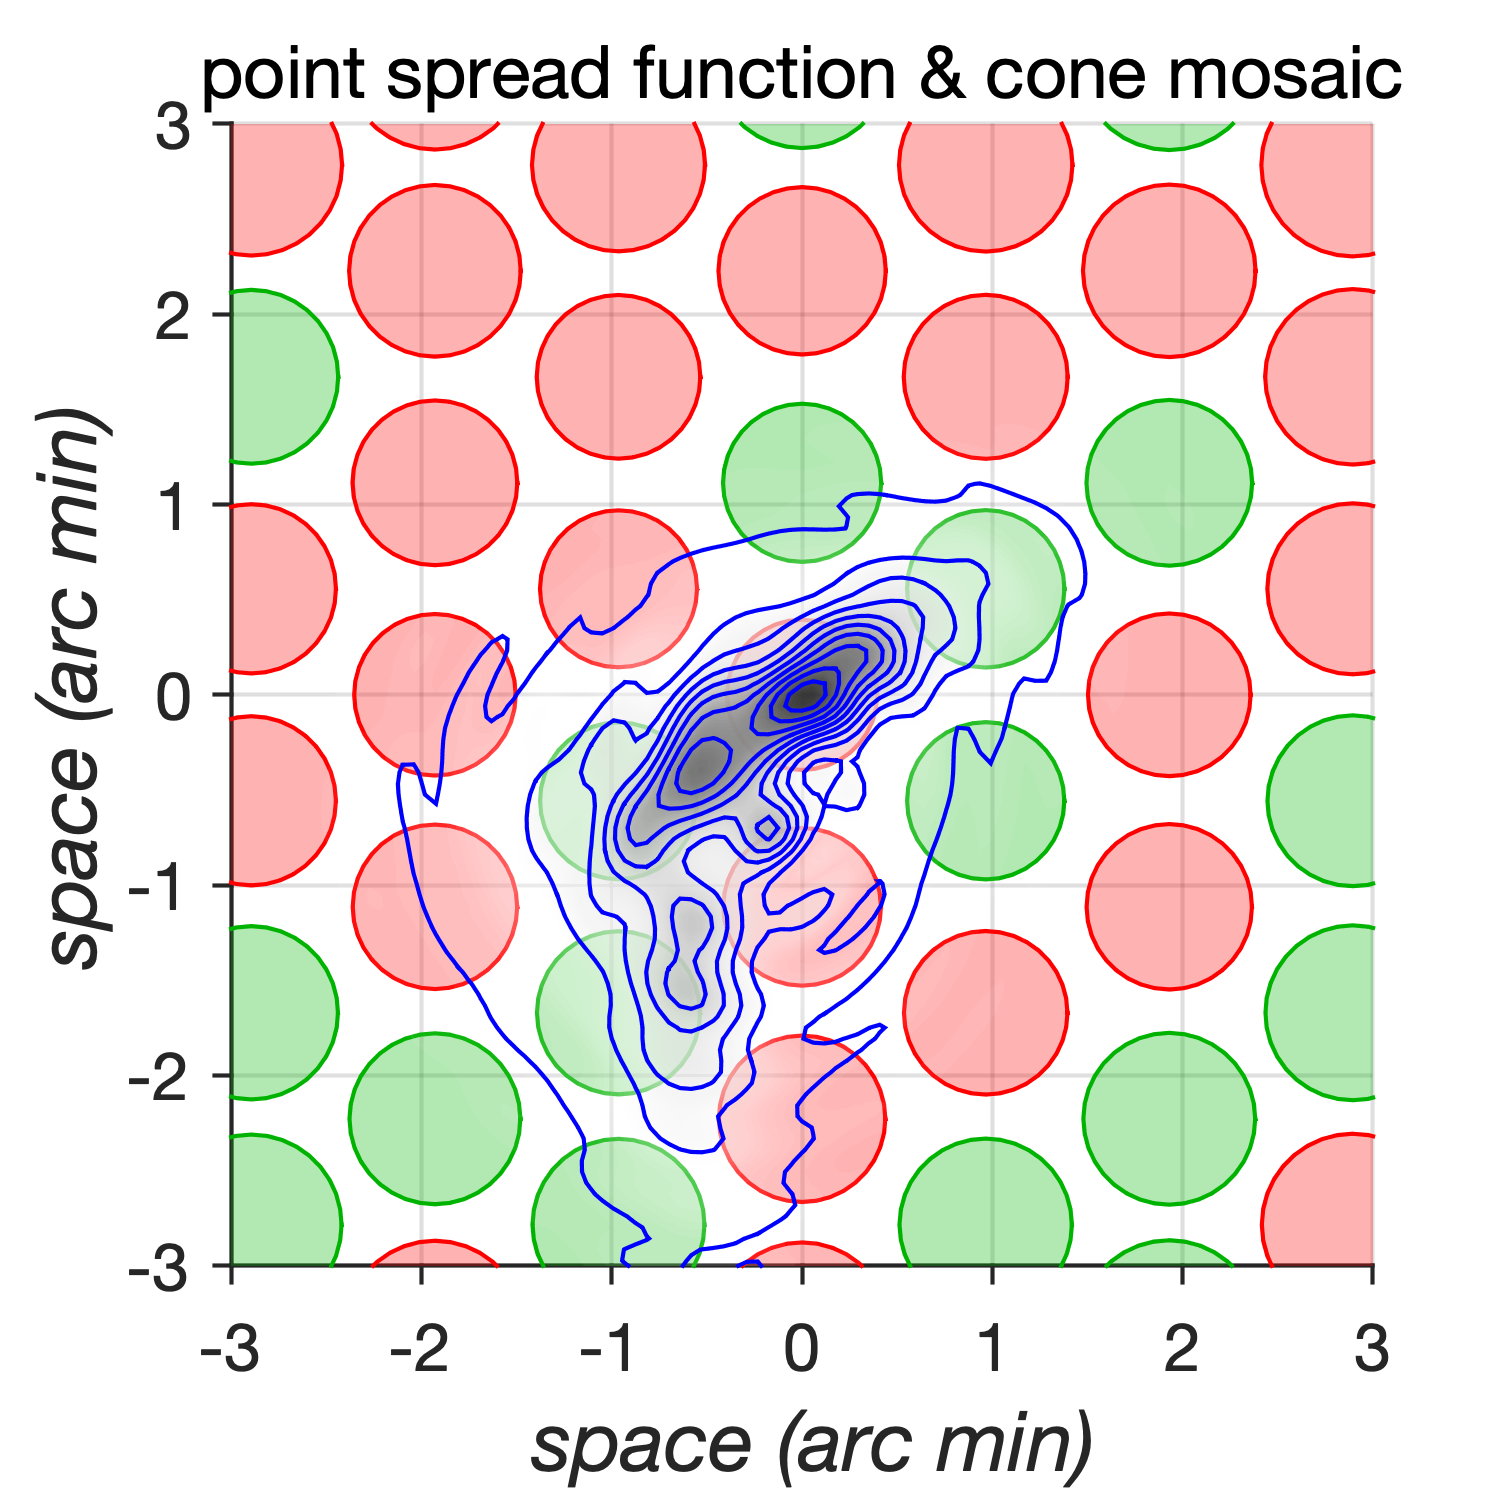 point spread function & cone mosaic
3
2
1
0
-1
-2
-3
space (arc min)
-3 -2 -1 0 1 2 3
space (arc min)